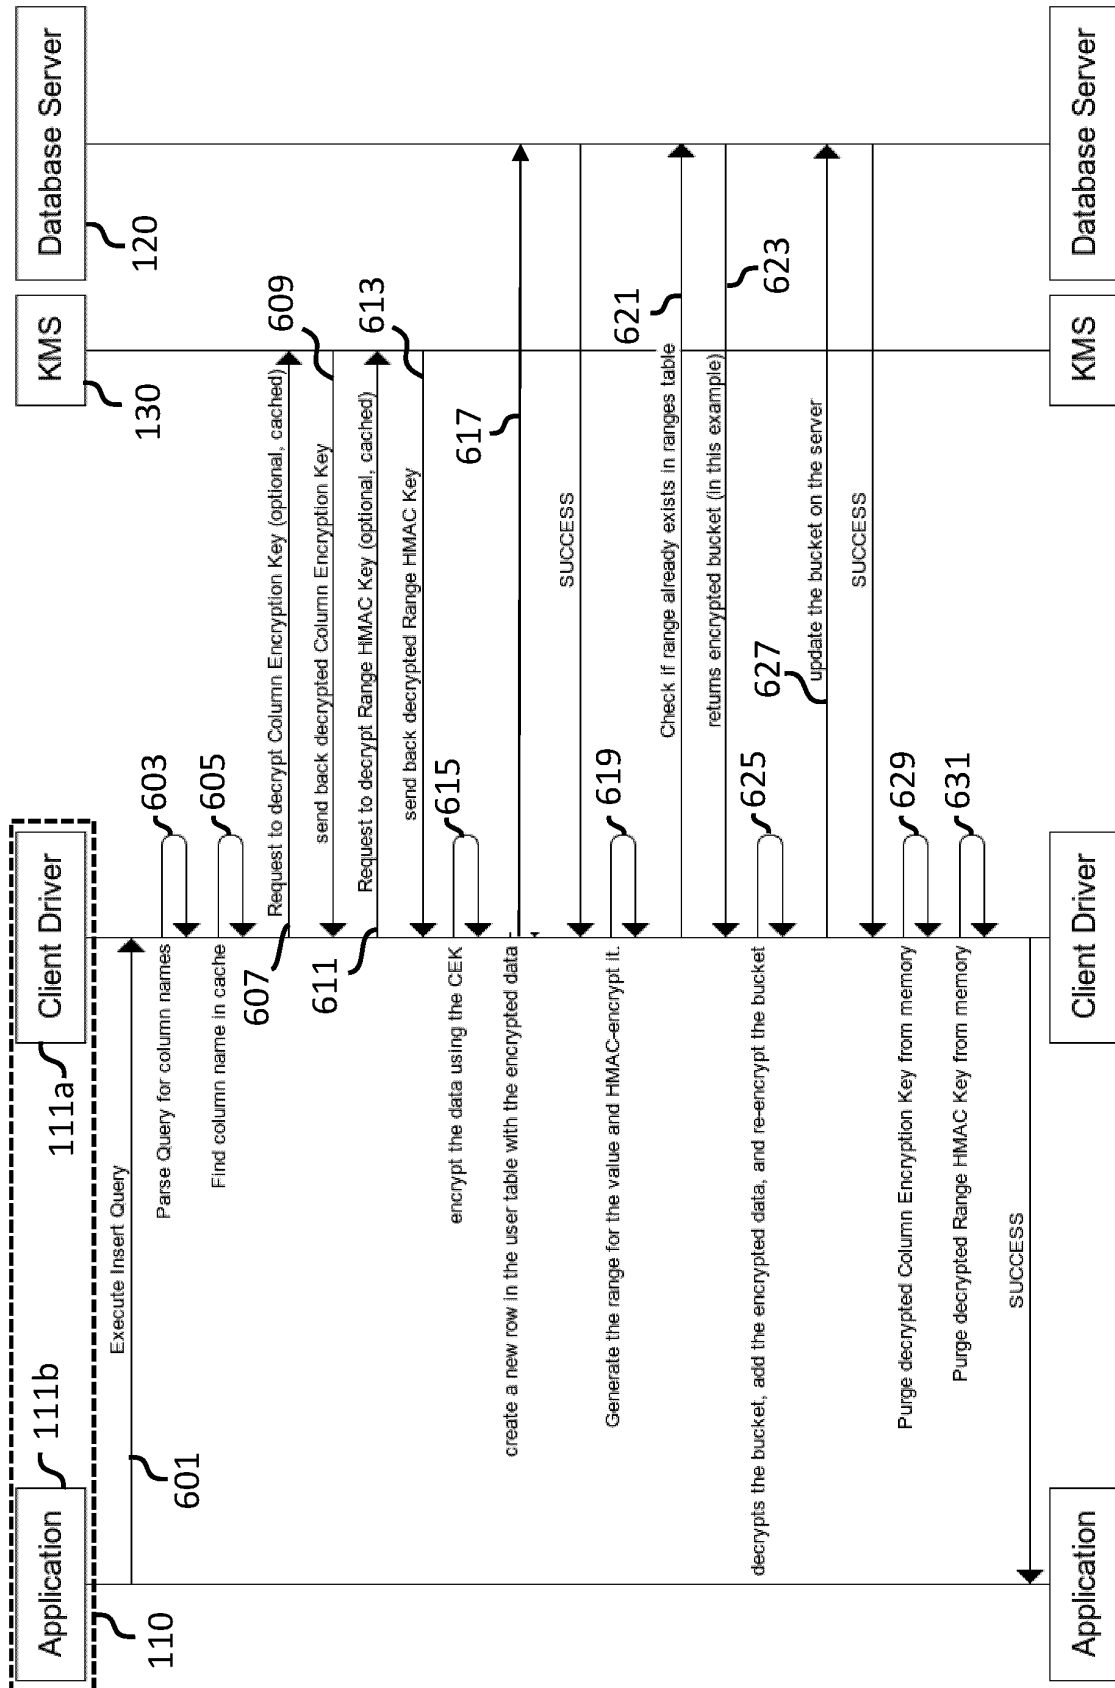 110
Application
111b
111a
Client Driver
130
KMS
120
Database Server
Execute Insert Query
601
Parse Query for column names
603
Find column name in cache
605
607
Request to decrypt Column Encryption Key (optional, cached)
send back decrypted Column Encryption Key
609
611
Request to decrypt Range HMAC Key (optional, cached)
send back decrypted Range HMAC Key
613
encrypt the data using the CEK
615
create a new row in the user table with the encrypted data
617
SUCCESS
Generate the range for the value and HMAC-encrypt it.
619
Check if range already exists in ranges table
621
returns encrypted bucket (in this example)
623
decrypts the bucket, add the encrypted data, and re-encrypt the bucket
625
627
update the bucket on the server
SUCCESS
Purge decrypted Column Encryption Key from memory
629
Purge decrypted Range HMAC Key from memory
631
SUCCESS
Application
Client Driver
KMS
Database Server